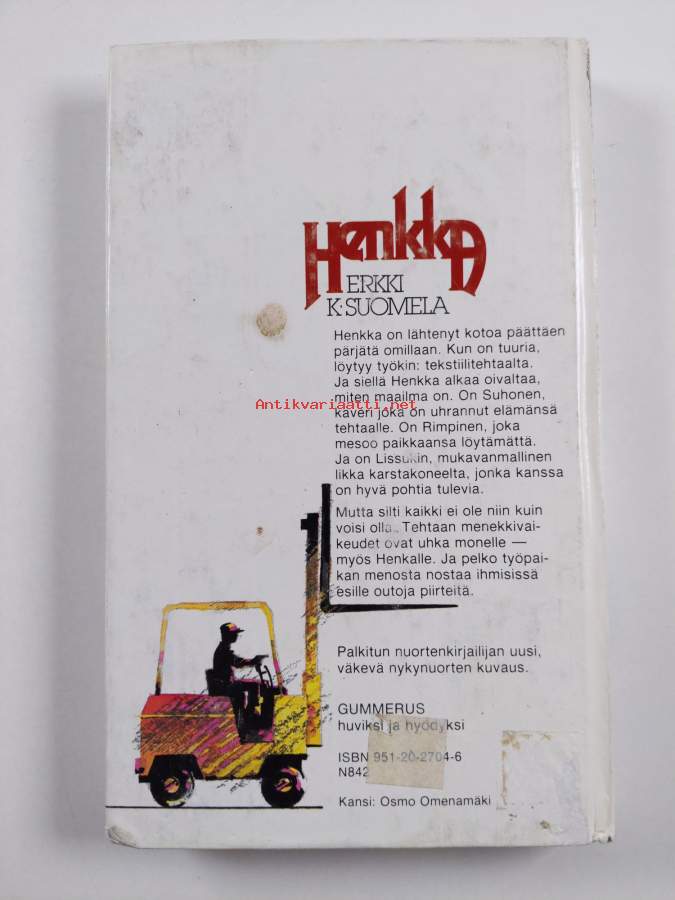 Henkka
ERKKI
K. SUOMELA
Henkka on lähtenyt kotoa päättäen
pärjätä omillaan. Kun on tuuria,
löytyy työkin: tekstiilitehtaalta.
Ja siellä Henkka alkaa oivaltaa,
miten maailma on. On Suhonen,
Antikvariaatti.net
kaveri joka on uhrannut elämänsä
tehtaalle. On Rimpinen, joka
mesoo paikkaansa löytämättä.
Ja on Lissukin, mukavanmallinen
likka karstakoneelta, jonka kanssa
on hyvä pohtia tulevia.
Mutta silti kaikki ei ole niin kuin
voisi olla. Tehtaan menekkivai-
keudet ovat uhka monelle —
myös Henkalle. Ja pelko työpai-
kan menosta nostaa ihmisissä
esille outoja piirteitä.
Palkitun nuortenkirjailijan uusi,
väkevä nykynuorten kuvaus.
GUMMERUS
huviksi ja hyödyksi
ISBN 951-20-2704-6
N842
Kansi: Osmo Omenamäki